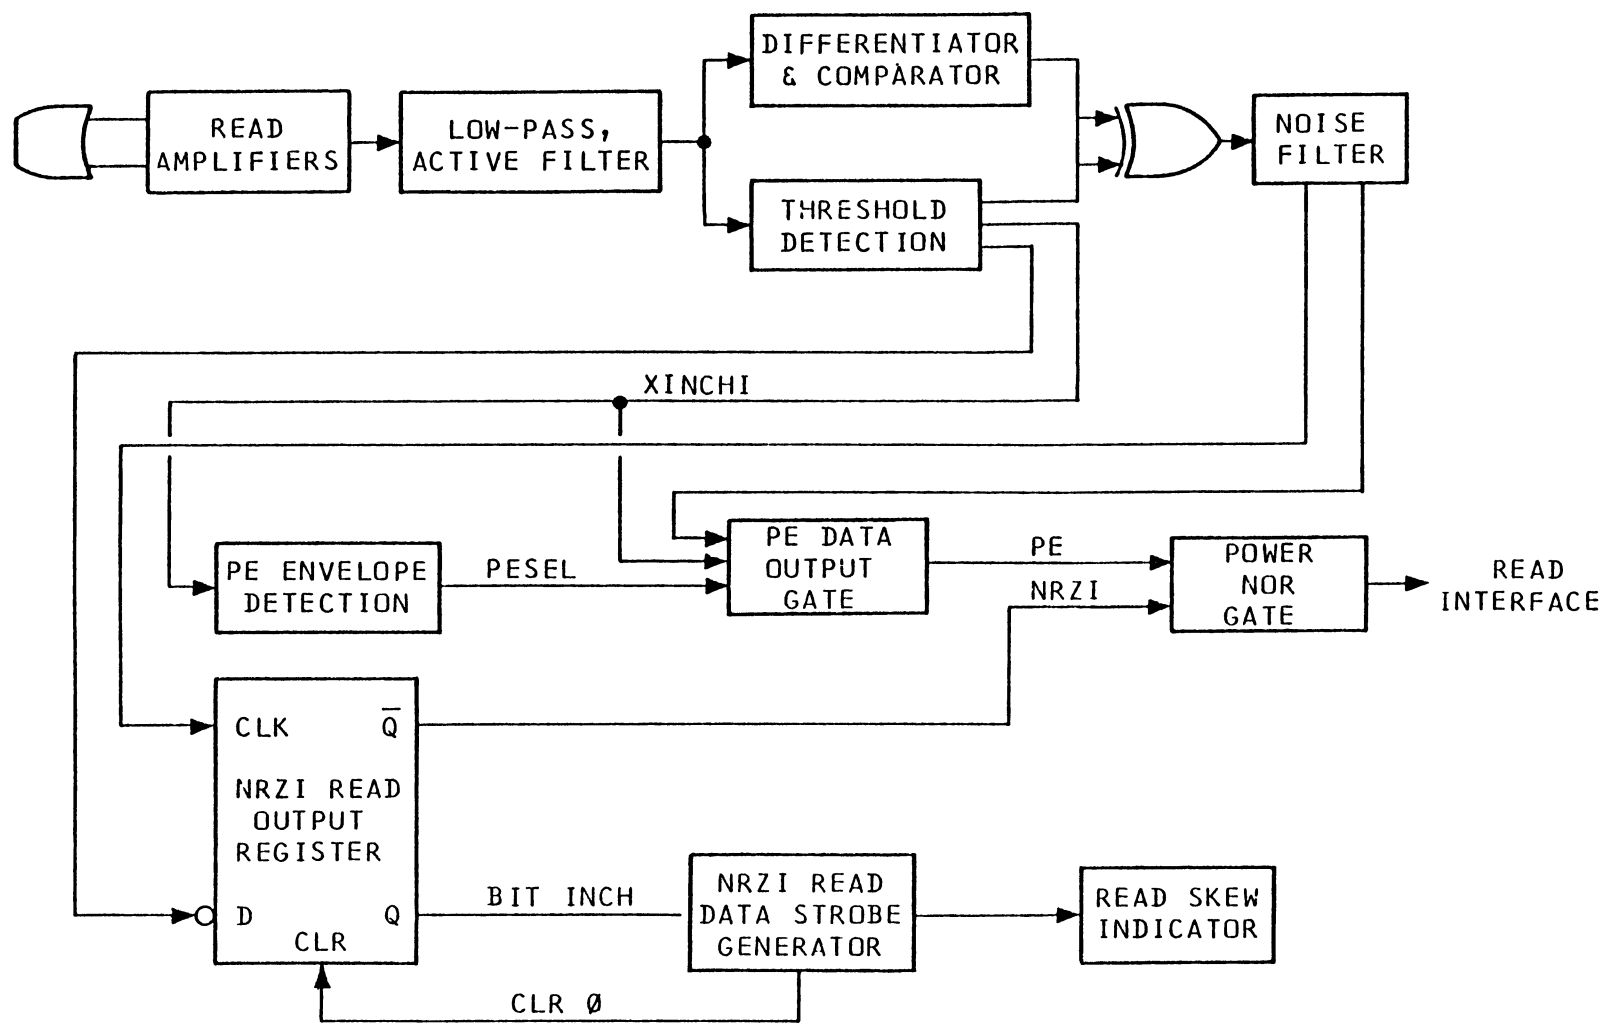 DIFFERENTIATOR
& COMPARATOR
READ
AMPLIFIERS
LOW-PASS,
ACTIVE FILTER
NOISE
FILTER
THRESHOLD
DETECTION
XINCHI
PE ENVELOPE
DETECTION
PESEL
PE DATA
OUTPUT
GATE
PE
NRZI
POWER
NOR
GATE
READ
INTERFACE
CLK
Q̅
NRZI READ
OUTPUT
REGISTER
D
Q
CLR
BIT INCH
NRZI READ
DATA STROBE
GENERATOR
READ SKEW
INDICATOR
CLR Ø